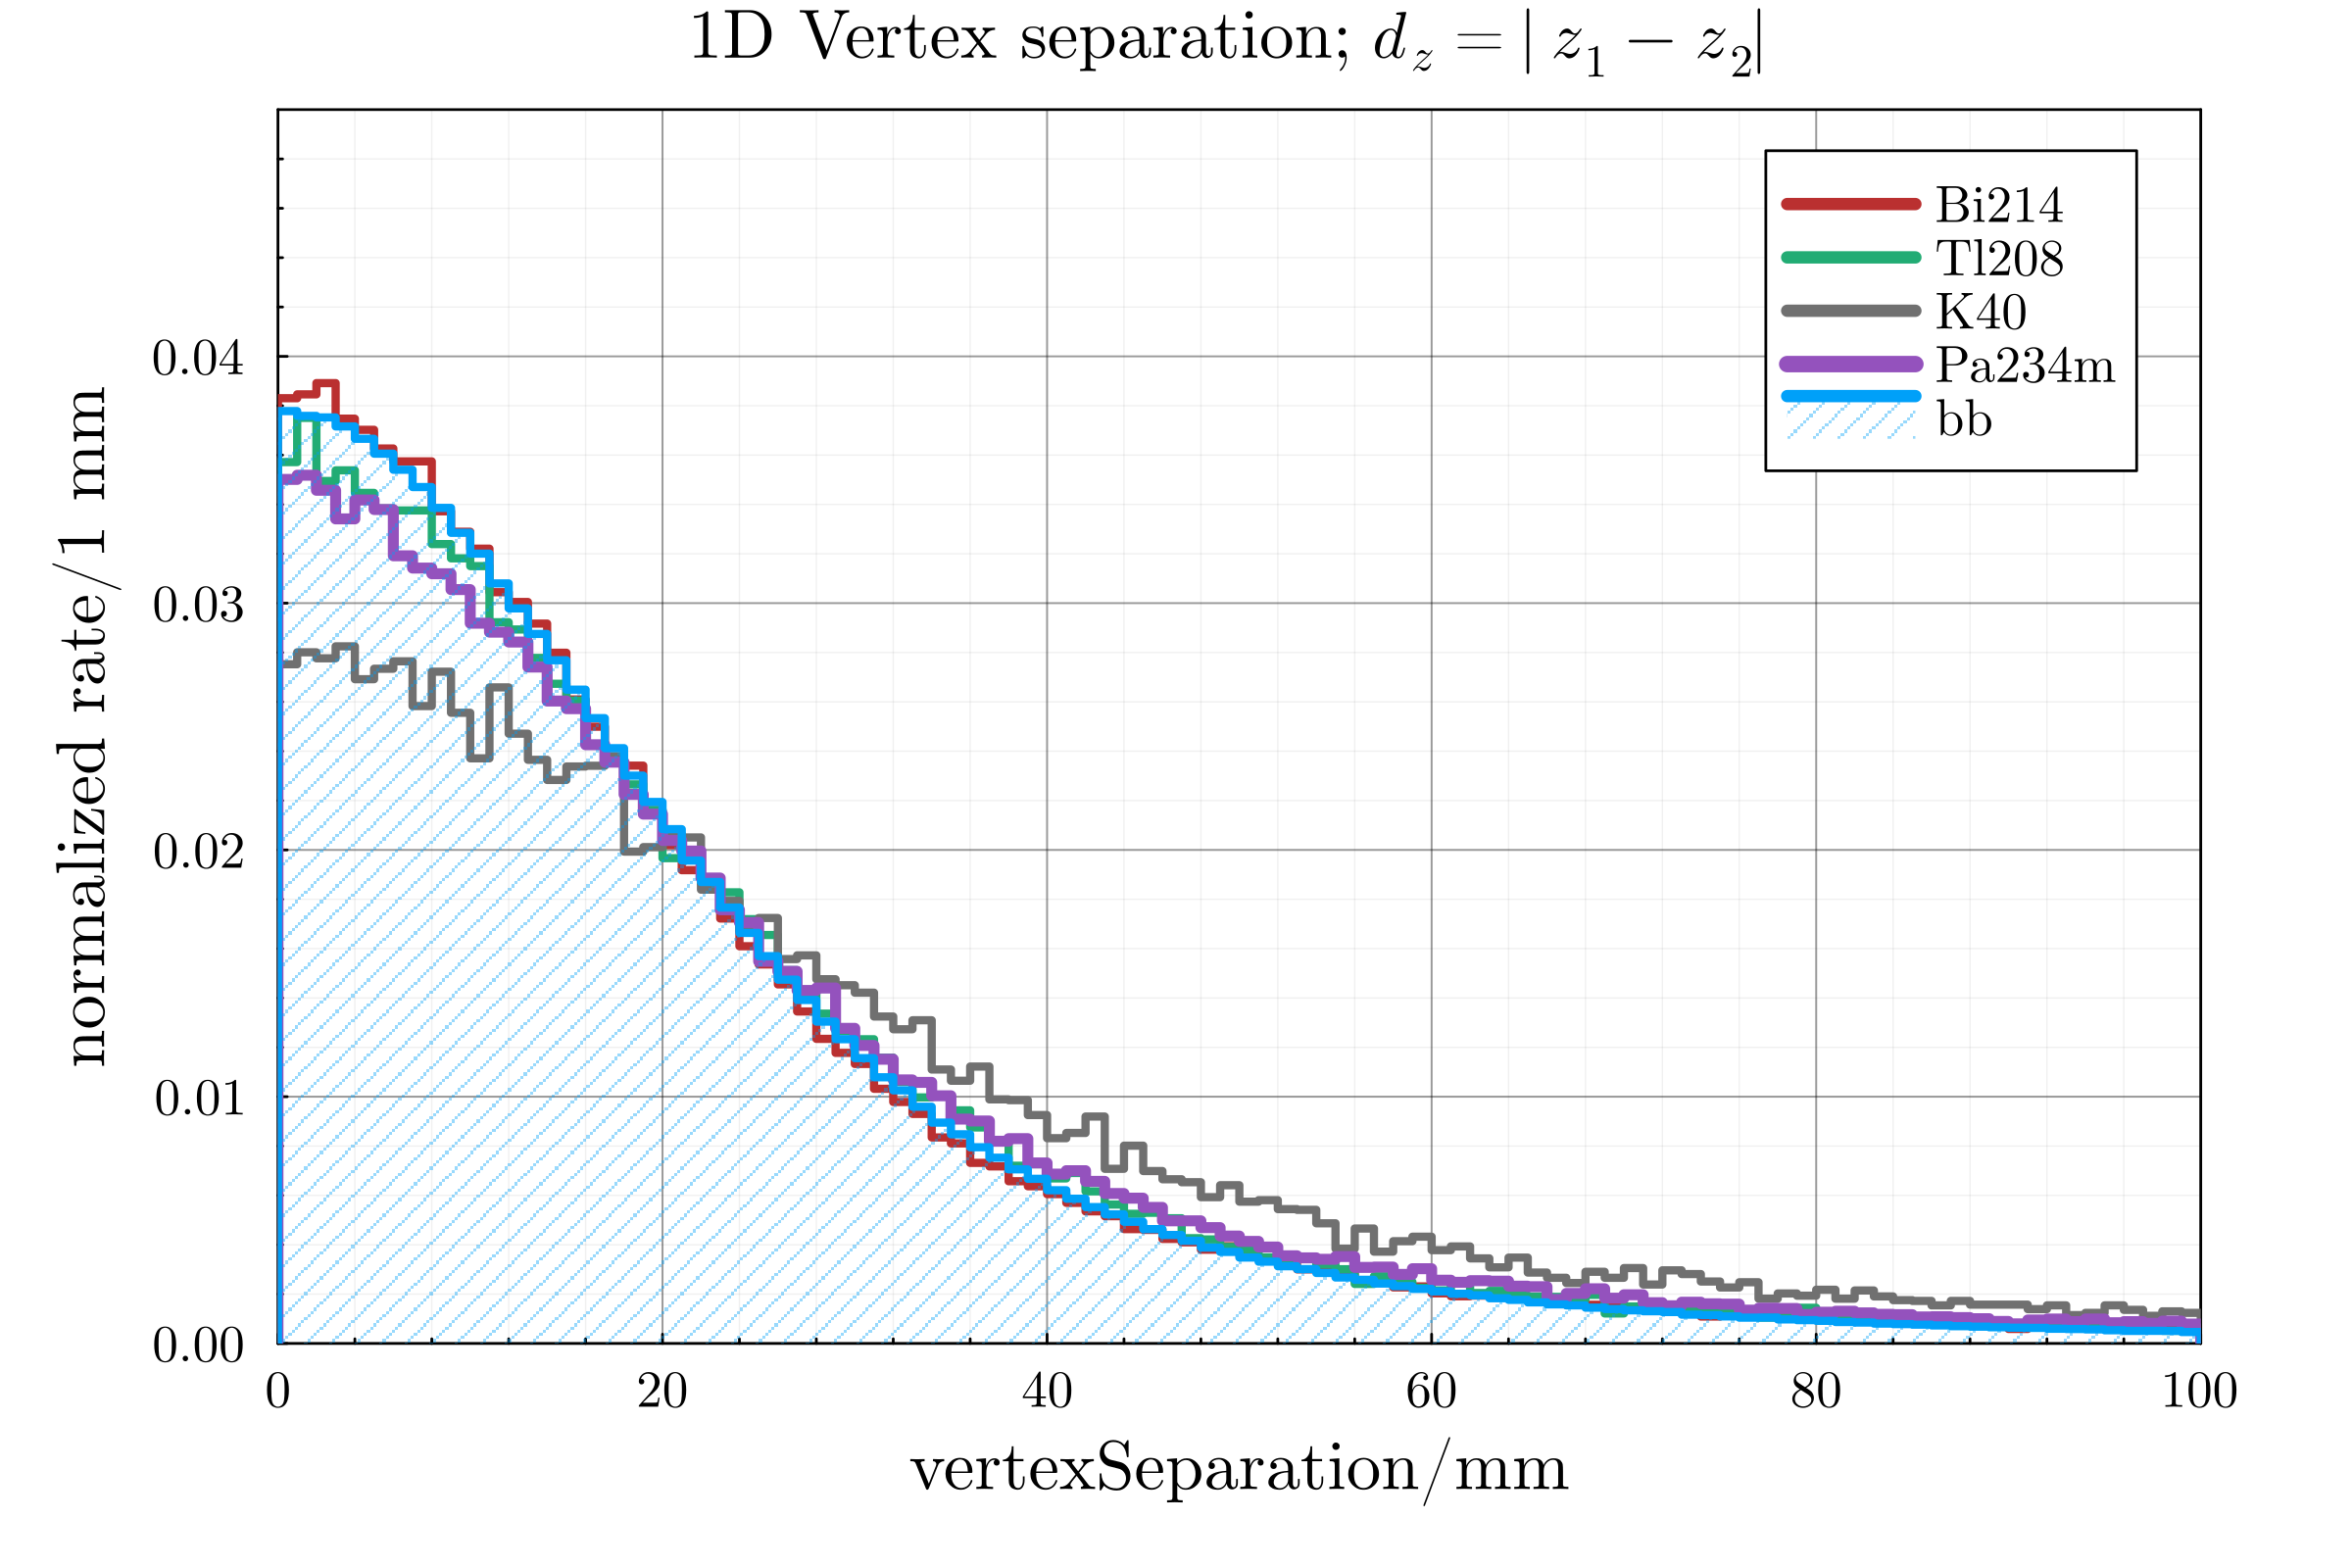 1D Vertex separation; $d_z = |z_1 - z_2|$
normalized rate/1 mm
0.04
0.03
0.02
0.01
0.00
0 20 40 60 80 100
vertexSeparation/mm
Bi214
Tl208
K40
Pa234m
bb